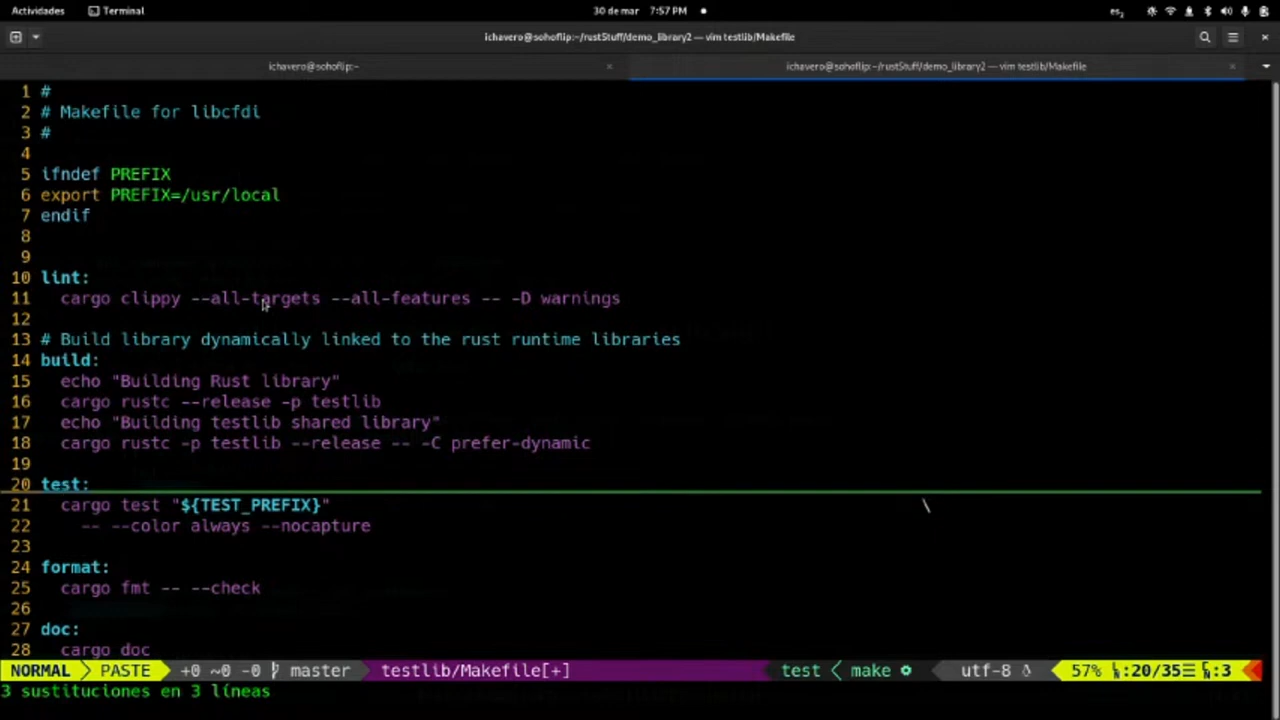 Actividades Terminal 30 de mar 7:57 PM es2
ichavero@sohoflip:~/rustStuff/demo_library2 — vim testlib/Makefile
ichavero@sohoflip:~ ichavero@sohoflip:~/rustStuff/demo_library2 — vim testlib/Makefile
1 #
2 # Makefile for libcfdi
3 #
4
5 ifndef PREFIX
6 export PREFIX=/usr/local
7 endif
8
9
10 lint:
11 cargo clippy --all-targets --all-features -- -D warnings
12
13 # Build library dynamically linked to the rust runtime libraries
14 build:
15 echo "Building Rust library"
16 cargo rustc --release -p testlib
17 echo "Building testlib shared library"
18 cargo rustc -p testlib --release -- -C prefer-dynamic
19
20 test:
21 cargo test "${TEST_PREFIX}" \
22 -- --color always --nocapture
23
24 format:
25 cargo fmt -- --check
26
27 doc:
28 cargo doc
NORMAL PASTE +0 ~0 -0 master testlib/Makefile[+] test < make utf-8 57% LN:20/35 CN:3
3 sustituciones en 3 líneas